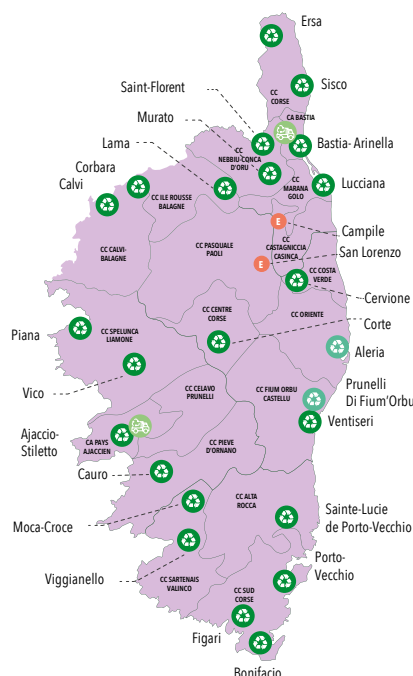 Ersa
Sisco
CC
CORSE
CA BASTIA
Saint-Florent
Bastia- Arinella
Murato
CC
NEBBIU-CONCA
D'ORU
Lama
CC
MARANA
GOLO
Lucciana
Corbara
Calvi
CC ILE ROUSSE
BALAGNE
E
Campile
CC CALVI-
BALAGNE
CC PASQUALE
PAOLI
CC
CASTAGNICCIA
CASINCA
E
San Lorenzo
CC COSTA
VERDE
Cervione
CC ORIENTE
CC CENTRE
CORSE
Corte
Piana
CC SPELUNCA
LIAMONE
Aleria
Vico
CC CELAVO
PRUNELLI
CC FIUM ORBU
CASTELLU
Prunelli
Di Fium'Orbu
Ventiseri
Ajaccio-
Stiletto
CA PAYS
AJACCIEN
CC PIEVE
D'ORNANO
Cauro
CC ALTA
ROCCA
Moca-Croce
Sainte-Lucie
de Porto-Vecchio
Viggianello
CC SARTENAIS
VALINCO
Porto-
Vecchio
CC SUD
CORSE
Figari
Bonifacio